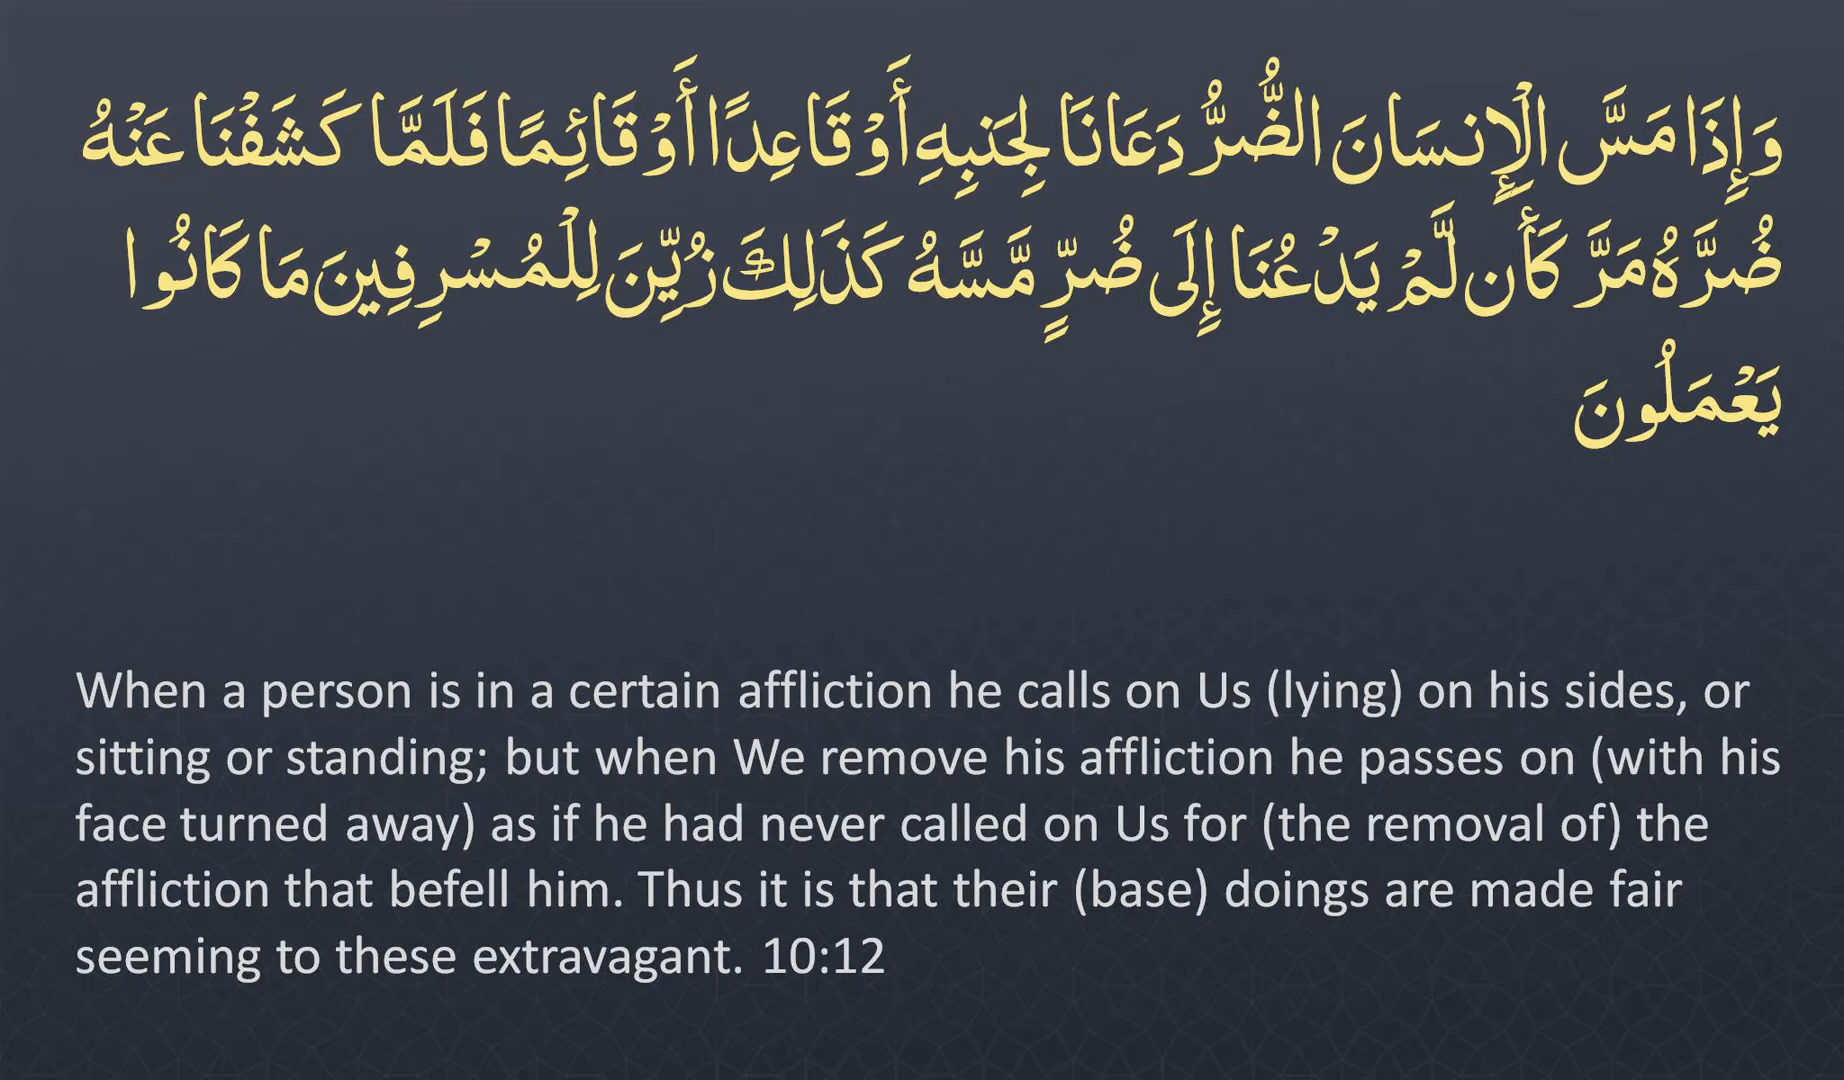 وَإِذَا مَسَّ الْإِنسَانَ الضُّرُّ دَعَانَا لِجَنبِهِ أَوْ قَاعِدًا أَوْ قَائِمًا فَلَمَّا كَشَفْنَا عَنْهُ
ضُرَّهُ مَرَّ كَأَن لَّمْ يَدْعُنَا إِلَى ضُرٍّ مَّسَّهُ كَذَلِكَ زُيِّنَ لِلْمُسْرِفِينَ مَا كَانُوا
يَعْمَلُونَ
When a person is in a certain affliction he calls on Us (lying) on his sides, or
sitting or standing; but when We remove his affliction he passes on (with his
face turned away) as if he had never called on Us for (the removal of) the
affliction that befell him. Thus it is that their (base) doings are made fair
seeming to these extravagant. 10:12